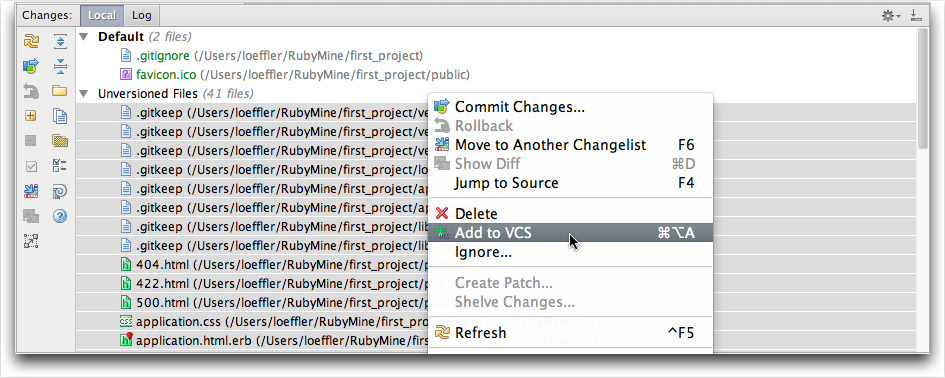 Changes: Local Log
Default (2 files)
.gitignore (/Users/loeffler/RubyMine/first_project)
favicon.ico (/Users/loeffler/RubyMine/first_project/public)
Unversioned Files (41 files)
.gitkeep (/Users/loeffler/RubyMine/first_project/ve
.gitkeep (/Users/loeffler/RubyMine/first_project/ve
.gitkeep (/Users/loeffler/RubyMine/first_project/ve
.gitkeep (/Users/loeffler/RubyMine/first_project/lo
.gitkeep (/Users/loeffler/RubyMine/first_project/ap
.gitkeep (/Users/loeffler/RubyMine/first_project/ap
.gitkeep (/Users/loeffler/RubyMine/first_project/lib
.gitkeep (/Users/loeffler/RubyMine/first_project/lib
404.html (/Users/loeffler/RubyMine/first_project/pu
422.html (/Users/loeffler/RubyMine/first_project/pu
500.html (/Users/loeffler/RubyMine/first_project/pu
application.css (/Users/loeffler/RubyMine/first_proj
application.html.erb (/Users/loeffler/RubyMine/first
Commit Changes...
Rollback
Move to Another Changelist F6
Show Diff ⌘D
Jump to Source F4
Delete
Add to VCS ⌘⌥A
Ignore...
Create Patch...
Shelve Changes...
Refresh ^F5